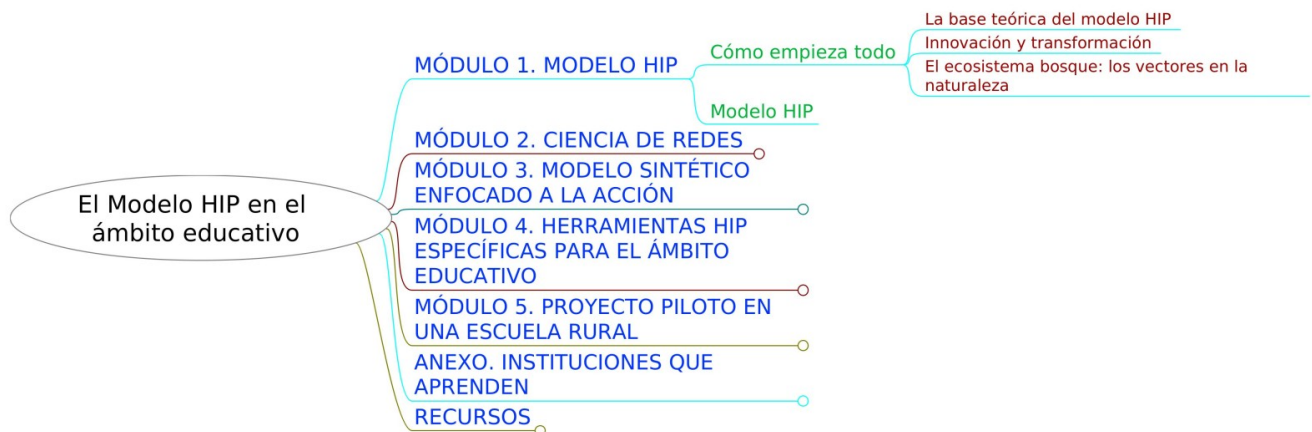 El Modelo HIP en el
ámbito educativo
MÓDULO 1. MODELO HIP
Cómo empieza todo
La base teórica del modelo HIP
Innovación y transformación
El ecosistema bosque: los vectores en la
naturaleza
Modelo HIP
MÓDULO 2. CIENCIA DE REDES
MÓDULO 3. MODELO SINTÉTICO
ENFOCADO A LA ACCIÓN
MÓDULO 4. HERRAMIENTAS HIP
ESPECÍFICAS PARA EL ÁMBITO
EDUCATIVO
MÓDULO 5. PROYECTO PILOTO EN
UNA ESCUELA RURAL
ANEXO. INSTITUCIONES QUE
APRENDEN
RECURSOS